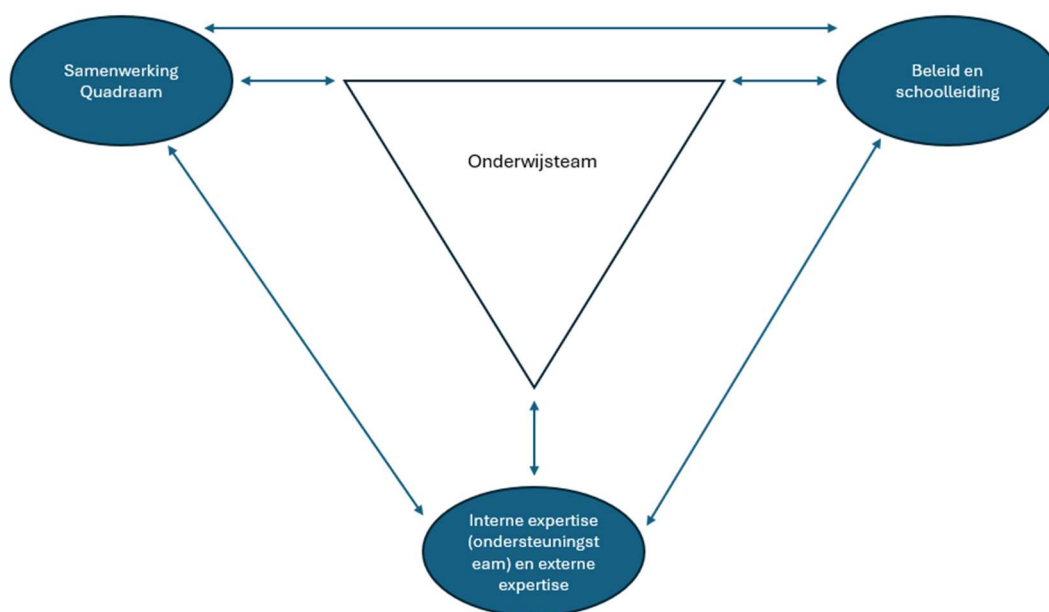 Samenwerking
Quadraam
Beleid en
schoolleiding
Onderwijsteam
Interne expertise
(ondersteuningst
eam) en externe
expertise